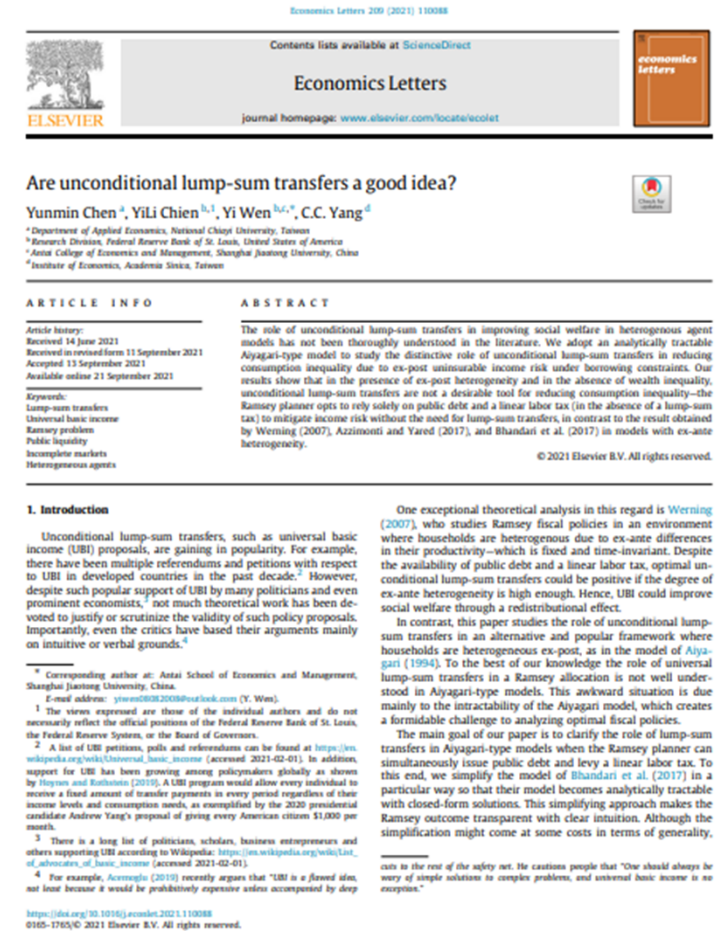 Economics Letters 209 (2021) 110088
Contents lists available at ScienceDirect
Economics Letters
journal homepage: www.elsevier.com/locate/ecolet
ELSEVIER
economics
letters
Are unconditional lump-sum transfers a good idea?
Check for
updates
Yunmin Chen a, YiLi Chien b,1, Yi Wen b,c,*, C.C. Yang d
a Department of Applied Economics, National Chiayi University, Taiwan
b Research Division, Federal Reserve Bank of St. Louis, United States of America
c Antai College of Economics and Management, Shanghai Jiaotong University, China
d Institute of Economics, Academia Sinica, Taiwan
ARTICLE INFO
Article history:
Received 14 June 2021
Received in revised form 11 September 2021
Accepted 13 September 2021
Available online 21 September 2021
Keywords:
Lump-sum transfers
Universal basic income
Ramsey problem
Public liquidity
Incomplete markets
Heterogeneous agents
ABSTRACT
The role of unconditional lump-sum transfers in improving social welfare in heterogenous agent
models has not been thoroughly understood in the literature. We adopt an analytically tractable
Aiyagari-type model to study the distinctive role of unconditional lump-sum transfers in reducing
consumption inequality due to ex-post uninsurable income risk under borrowing constraints. Our
results show that in the presence of ex-post heterogeneity and in the absence of wealth inequality,
unconditional lump-sum transfers are not a desirable tool for reducing consumption inequality—the
Ramsey planner opts to rely solely on public debt and a linear labor tax (in the absence of a lump-sum
tax) to mitigate income risk without the need for lump-sum transfers, in contrast to the result obtained
by Werning (2007), Azzimonti and Yared (2017), and Bhandari et al. (2017) in models with ex-ante
heterogeneity.
© 2021 Elsevier B.V. All rights reserved.
1. Introduction
Unconditional lump-sum transfers, such as universal basic
income (UBI) proposals, are gaining in popularity. For example,
there have been multiple referendums and petitions with respect
to UBI in developed countries in the past decade.2 However,
despite such popular support of UBI by many politicians and even
prominent economists,3 not much theoretical work has been de-
voted to justify or scrutinize the validity of such policy proposals.
Importantly, even the critics have based their arguments mainly
on intuitive or verbal grounds.4
* Corresponding author at: Antai School of Economics and Management,
Shanghai Jiaotong University, China.
E-mail address: yiwen08082008@outlook.com (Y. Wen).
1 The views expressed are those of the individual authors and do not
necessarily reflect the official positions of the Federal Reserve Bank of St. Louis,
the Federal Reserve System, or the Board of Governors.
2 A list of UBI petitions, polls and referendums can be found at https://en.
wikipedia.org/wiki/Universal_basic_income (accessed 2021-02-01). In addition,
support for UBI has been growing among policymakers globally as shown
by Hoynes and Rothstein (2019). A UBI program would allow every individual to
receive a fixed amount of transfer payments in every period regardless of their
income levels and consumption needs, as exemplified by the 2020 presidential
candidate Andrew Yang's proposal of giving every American citizen $1,000 per
month.
3 There is a long list of politicians, scholars, business entrepreneurs and
others supporting UBI according to Wikipedia: https://en.wikipedia.org/wiki/List_
of_advocates_of_basic_income (accessed 2021-02-01).
4 For example, Acemoglu (2019) recently argues that "UBI is a flawed idea,
not least because it would be prohibitively expensive unless accompanied by deep
One exceptional theoretical analysis in this regard is Werning
(2007), who studies Ramsey fiscal policies in an environment
where households are heterogenous due to ex-ante differences
in their productivity—which is fixed and time-invariant. Despite
the availability of public debt and a linear labor tax, optimal un-
conditional lump-sum transfers could be positive if the degree of
ex-ante heterogeneity is high enough. Hence, UBI could improve
social welfare through a redistributional effect.
In contrast, this paper studies the role of unconditional lump-
sum transfers in an alternative and popular framework where
households are heterogeneous ex-post, as in the model of Aiya-
gari (1994). To the best of our knowledge the role of universal
lump-sum transfers in a Ramsey allocation is not well under-
stood in Aiyagari-type models. This awkward situation is due
mainly to the intractability of the Aiyagari model, which creates
a formidable challenge to analyzing optimal fiscal policies.
The main goal of our paper is to clarify the role of lump-sum
transfers in Aiyagari-type models when the Ramsey planner can
simultaneously issue public debt and levy a linear labor tax. To
this end, we simplify the model of Bhandari et al. (2017) in a
particular way so that their model becomes analytically tractable
with closed-form solutions. This simplifying approach makes the
Ramsey outcome transparent with clear intuition. Although the
simplification might come at some costs in terms of generality,
cuts to the rest of the safety net. He cautions people that "One should always be
wary of simple solutions to complex problems, and universal basic income is no
exception."
https://doi.org/10.1016/j.econlet.2021.110088
0165-1765/© 2021 Elsevier B.V. All rights reserved.